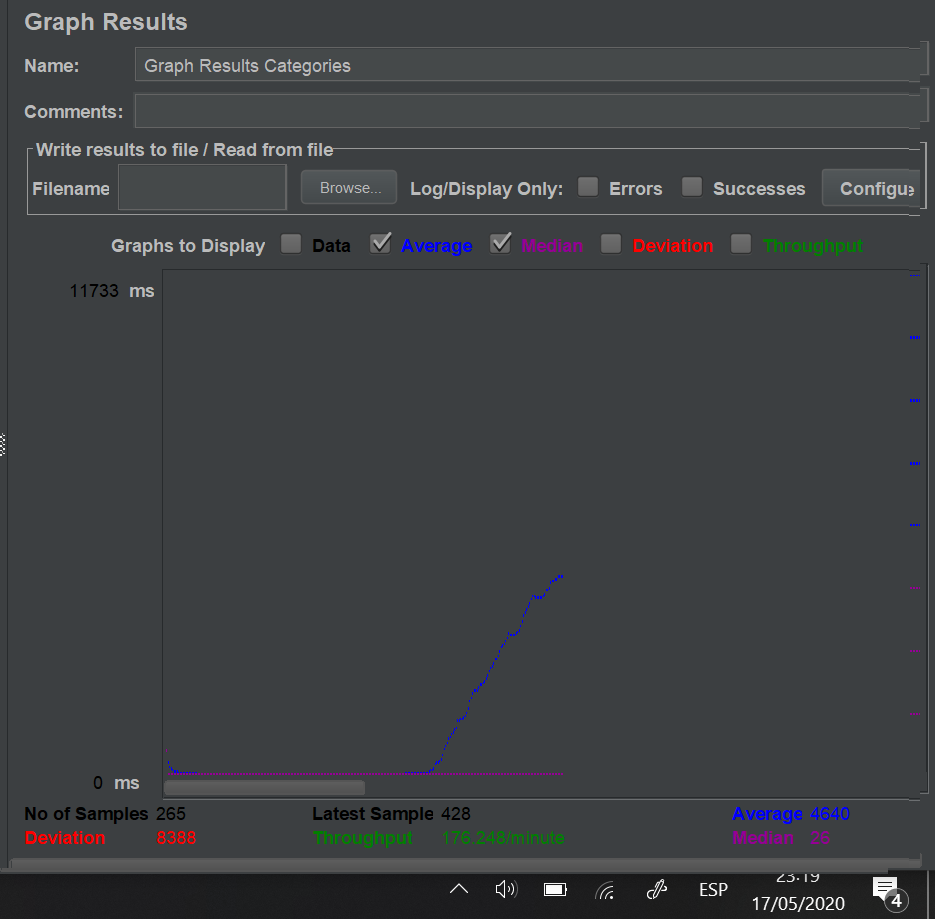 Graph Results
Name: Graph Results Categories
Comments:
Write results to file / Read from file
Filename Browse... Log/Display Only: Errors Successes Configue
Graphs to Display Data Average Median Deviation Throughput
11733 ms
0 ms
No of Samples 265 Latest Sample 428 Average 4640
Deviation 8388 Throughput 176.248/minute Median 26
ESP 23:19
17/05/2020 4